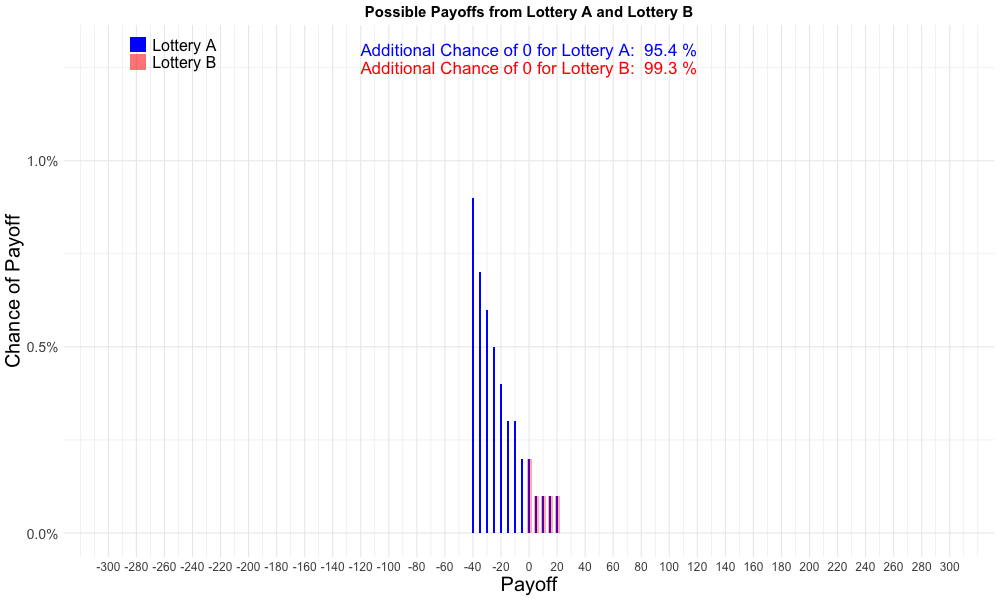 Possible Payoffs from Lottery A and Lottery B
Lottery A
Lottery B
Additional Chance of 0 for Lottery A: 95.4 %
Additional Chance of 0 for Lottery B: 99.3 %
Chance of Payoff
1.0%
0.5%
0.0%
-300 -280 -260 -240 -220 -200 -180 -160 -140 -120 -100 -80 -60 -40 -20 0 20 40 60 80 100 120 140 160 180 200 220 240 260 280 300
Payoff